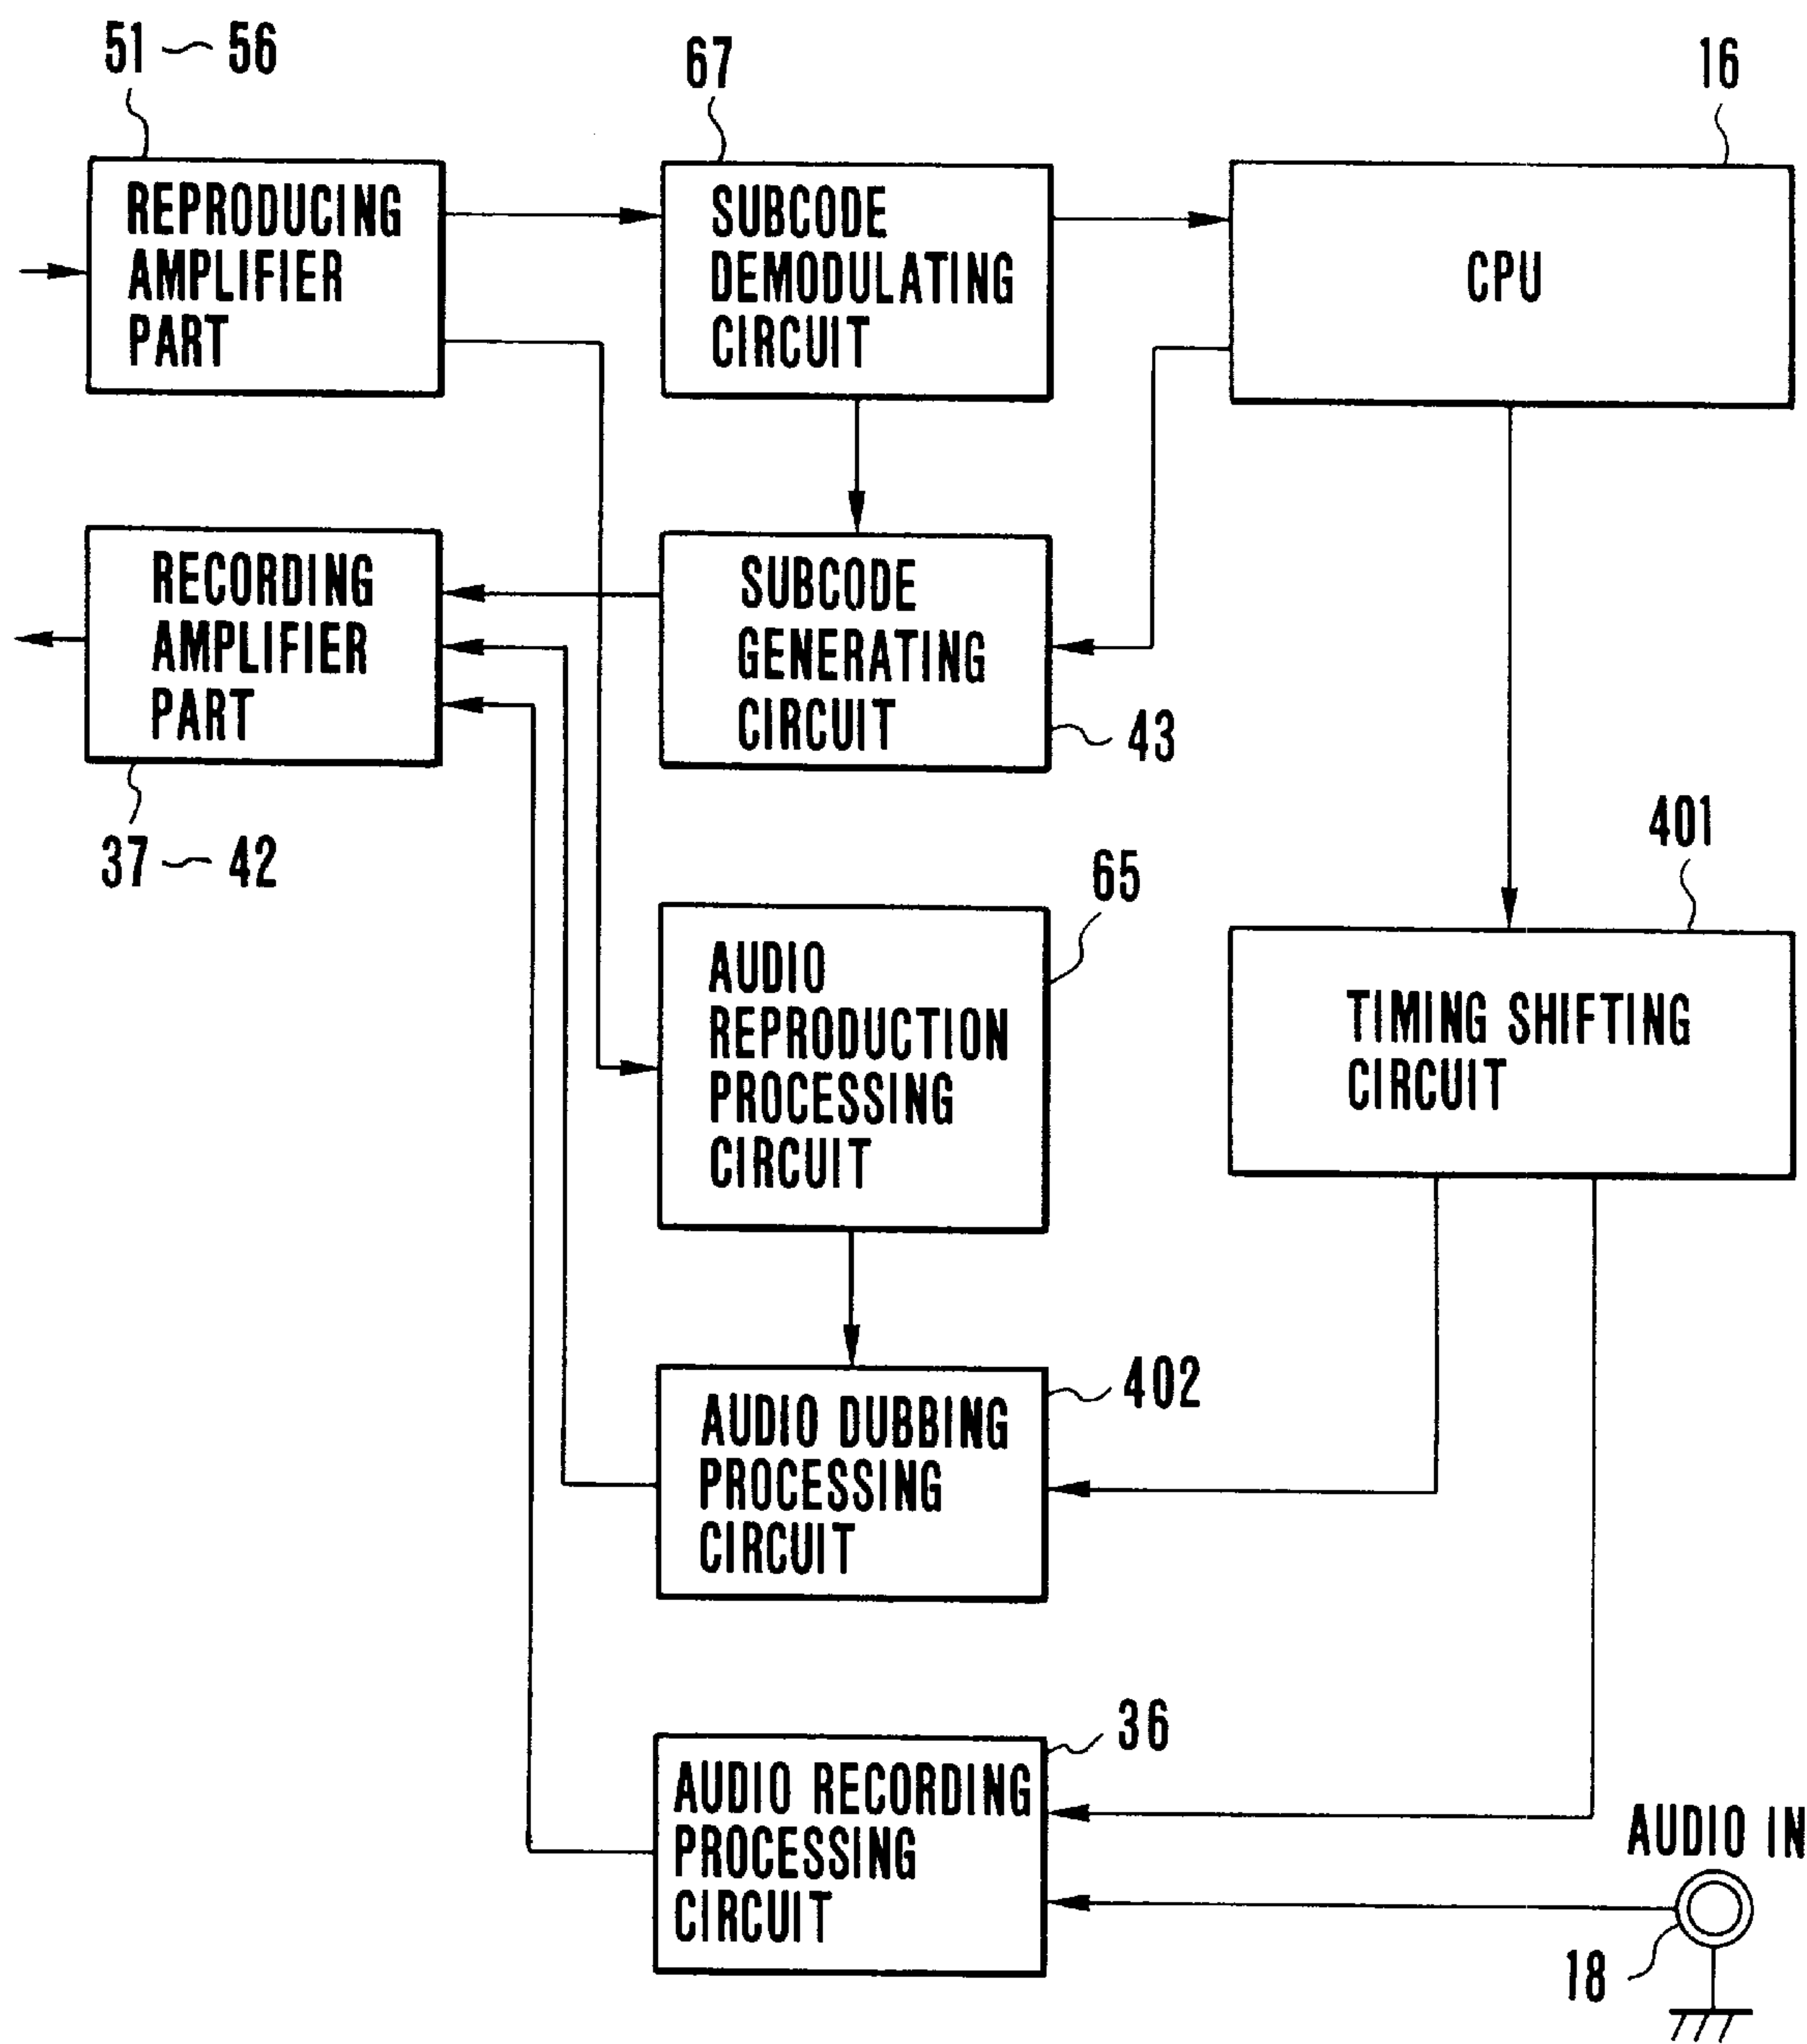 51 ~ 56
67
16
REPRODUCING
AMPLIFIER
PART
SUBCODE
DEMODULATING
CIRCUIT
CPU
RECORDING
AMPLIFIER
PART
SUBCODE
GENERATING
CIRCUIT
43
37 ~ 42
65
401
AUDIO
REPRODUCTION
PROCESSING
CIRCUIT
TIMING SHIFTING
CIRCUIT
402
AUDIO DUBBING
PROCESSING
CIRCUIT
36
AUDIO RECORDING
PROCESSING
CIRCUIT
AUDIO IN
18